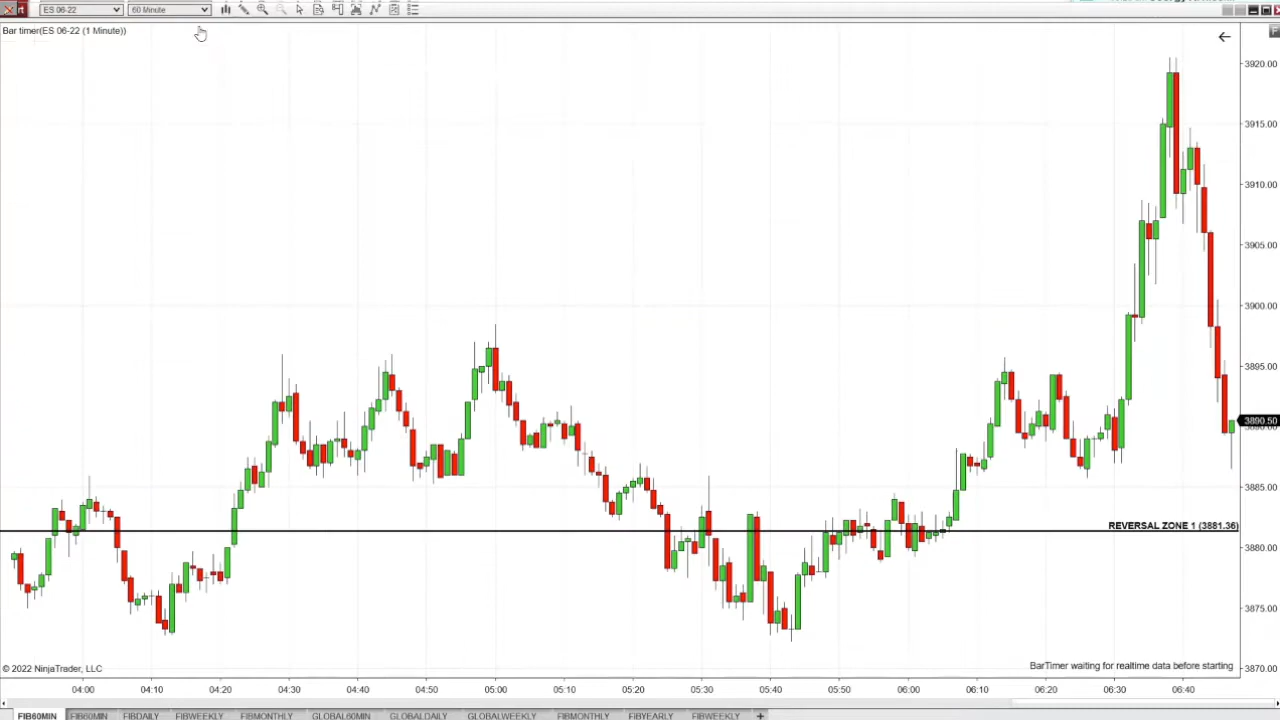 rt ES 06-22 60 Minute
Bar timer(ES 06-22 (1 Minute))
F
3920.00
3915.00
3910.00
3905.00
3900.00
3895.00
3890.50
3885.00
REVERSAL ZONE 1 (3881.36)
3880.00
3875.00
© 2022 NinjaTrader, LLC
BarTimer waiting for realtime data before starting
3870.00
04:00 04:10 04:20 04:30 04:40 04:50 05:00 05:10 05:20 05:30 05:40 05:50 06:00 06:10 06:20 06:30 06:40
FIB60MIN FIB60MIN FIBDAILY FIBWEEKLY FIBMONTHLY GLOBAL60MIN GLOBALDAILY GLOBALWEEKLY FIBMONTHLY FIBYEARLY FIBWEEKLY +